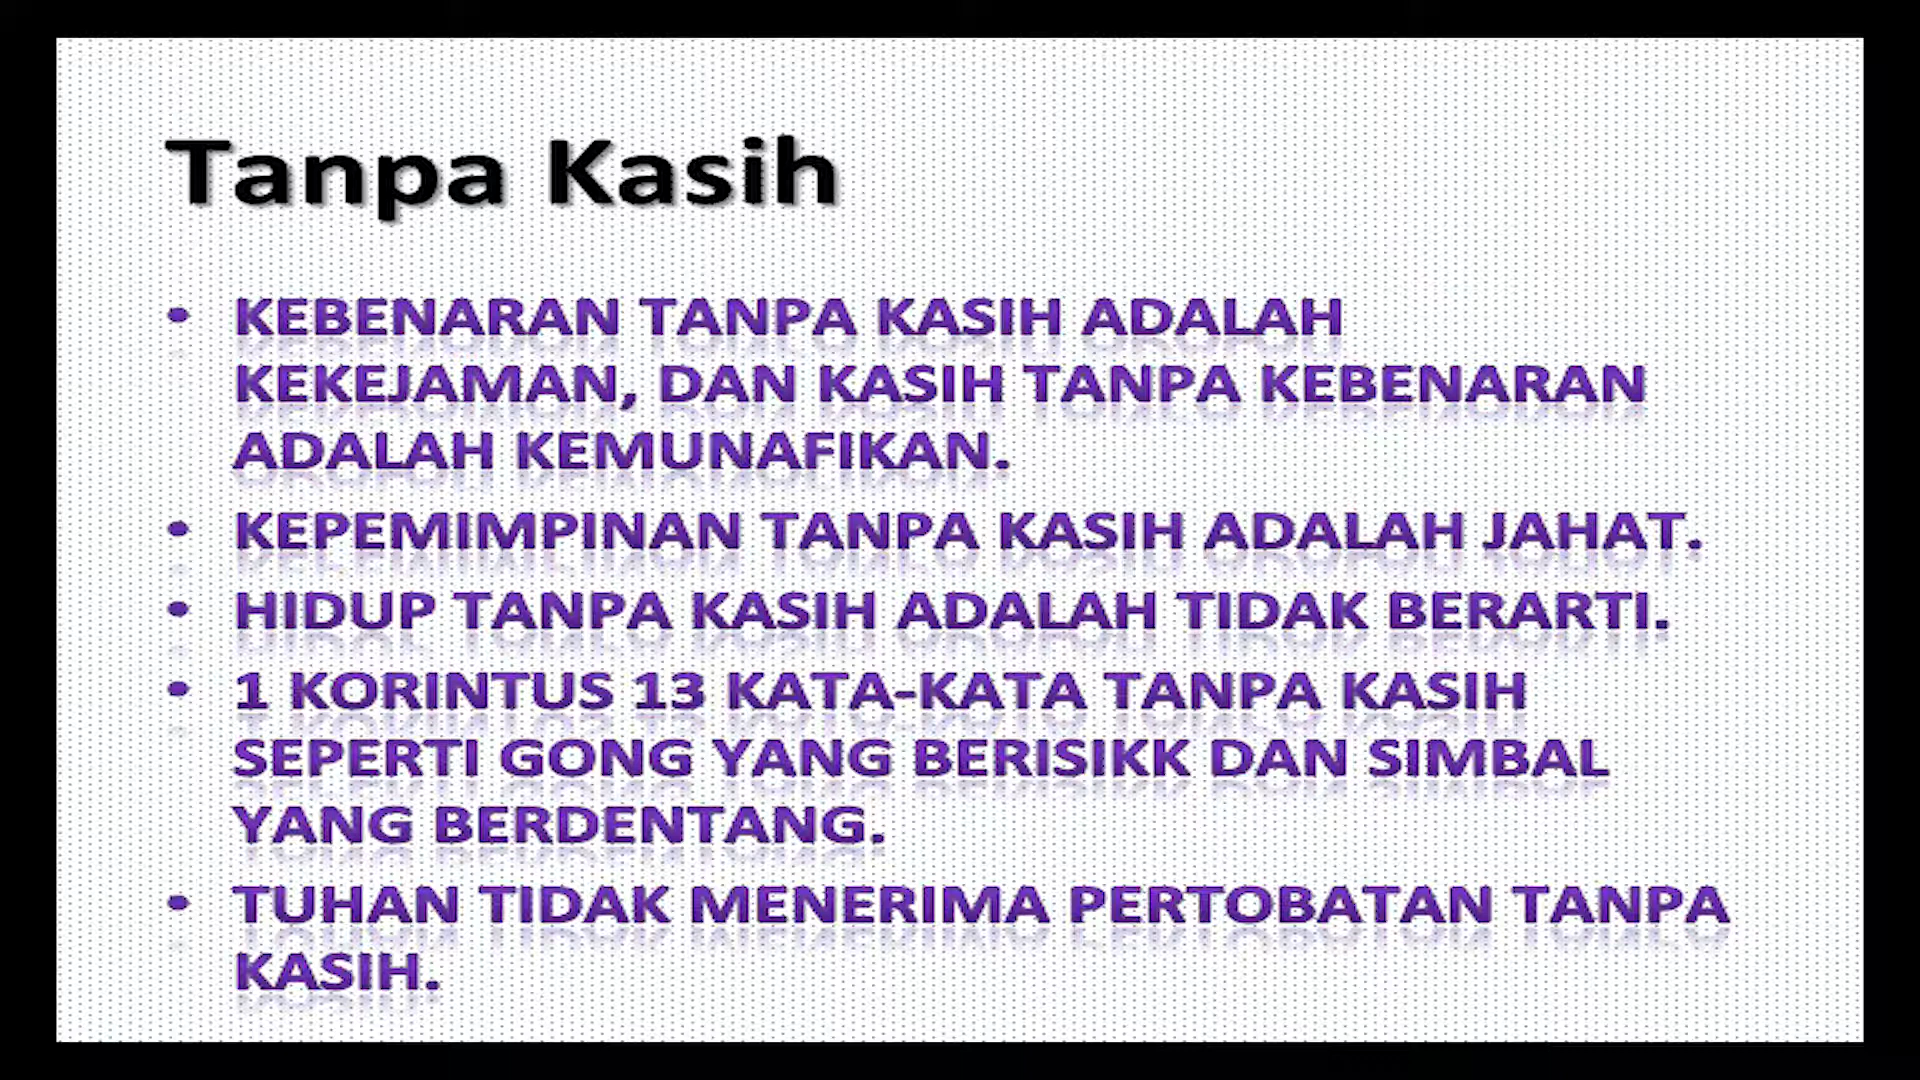 Tanpa Kasih
• KEBENARAN TANPA KASIH ADALAH
KEKEJAMAN, DAN KASIH TANPA KEBENARAN
ADALAH KEMUNAFIKAN.
• KEPEMIMPINAN TANPA KASIH ADALAH JAHAT.
• HIDUP TANPA KASIH ADALAH TIDAK BERARTI.
• 1 KORINTUS 13 KATA-KATA TANPA KASIH
SEPERTI GONG YANG BERISIKK DAN SIMBAL
YANG BERDENTANG.
• TUHAN TIDAK MENERIMA PERTOBATAN TANPA
KASIH.